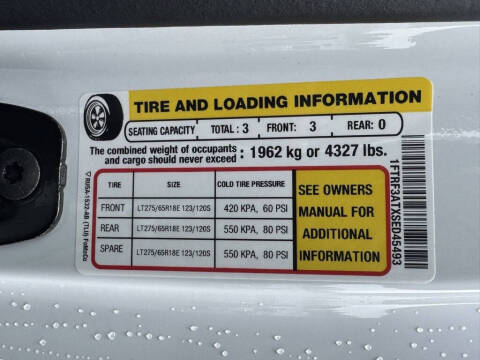 TIRE AND LOADING INFORMATION
SEATING CAPACITY TOTAL : 3 FRONT: 3 REAR: 0
The combined weight of occupants
and cargo should never exceed : 1962 kg or 4327 lbs.
TIRE SIZE COLD TIRE PRESSURE
FRONT LT275/65R18E 123/120S 420 KPA, 60 PSI
REAR LT275/65R18E 123/120S 550 KPA, 80 PSI
SPARE LT275/65R18E 123/120S 550 KPA, 80 PSI
SEE OWNERS
MANUAL FOR
ADDITIONAL
INFORMATION
1FTRF3ATXSED45493